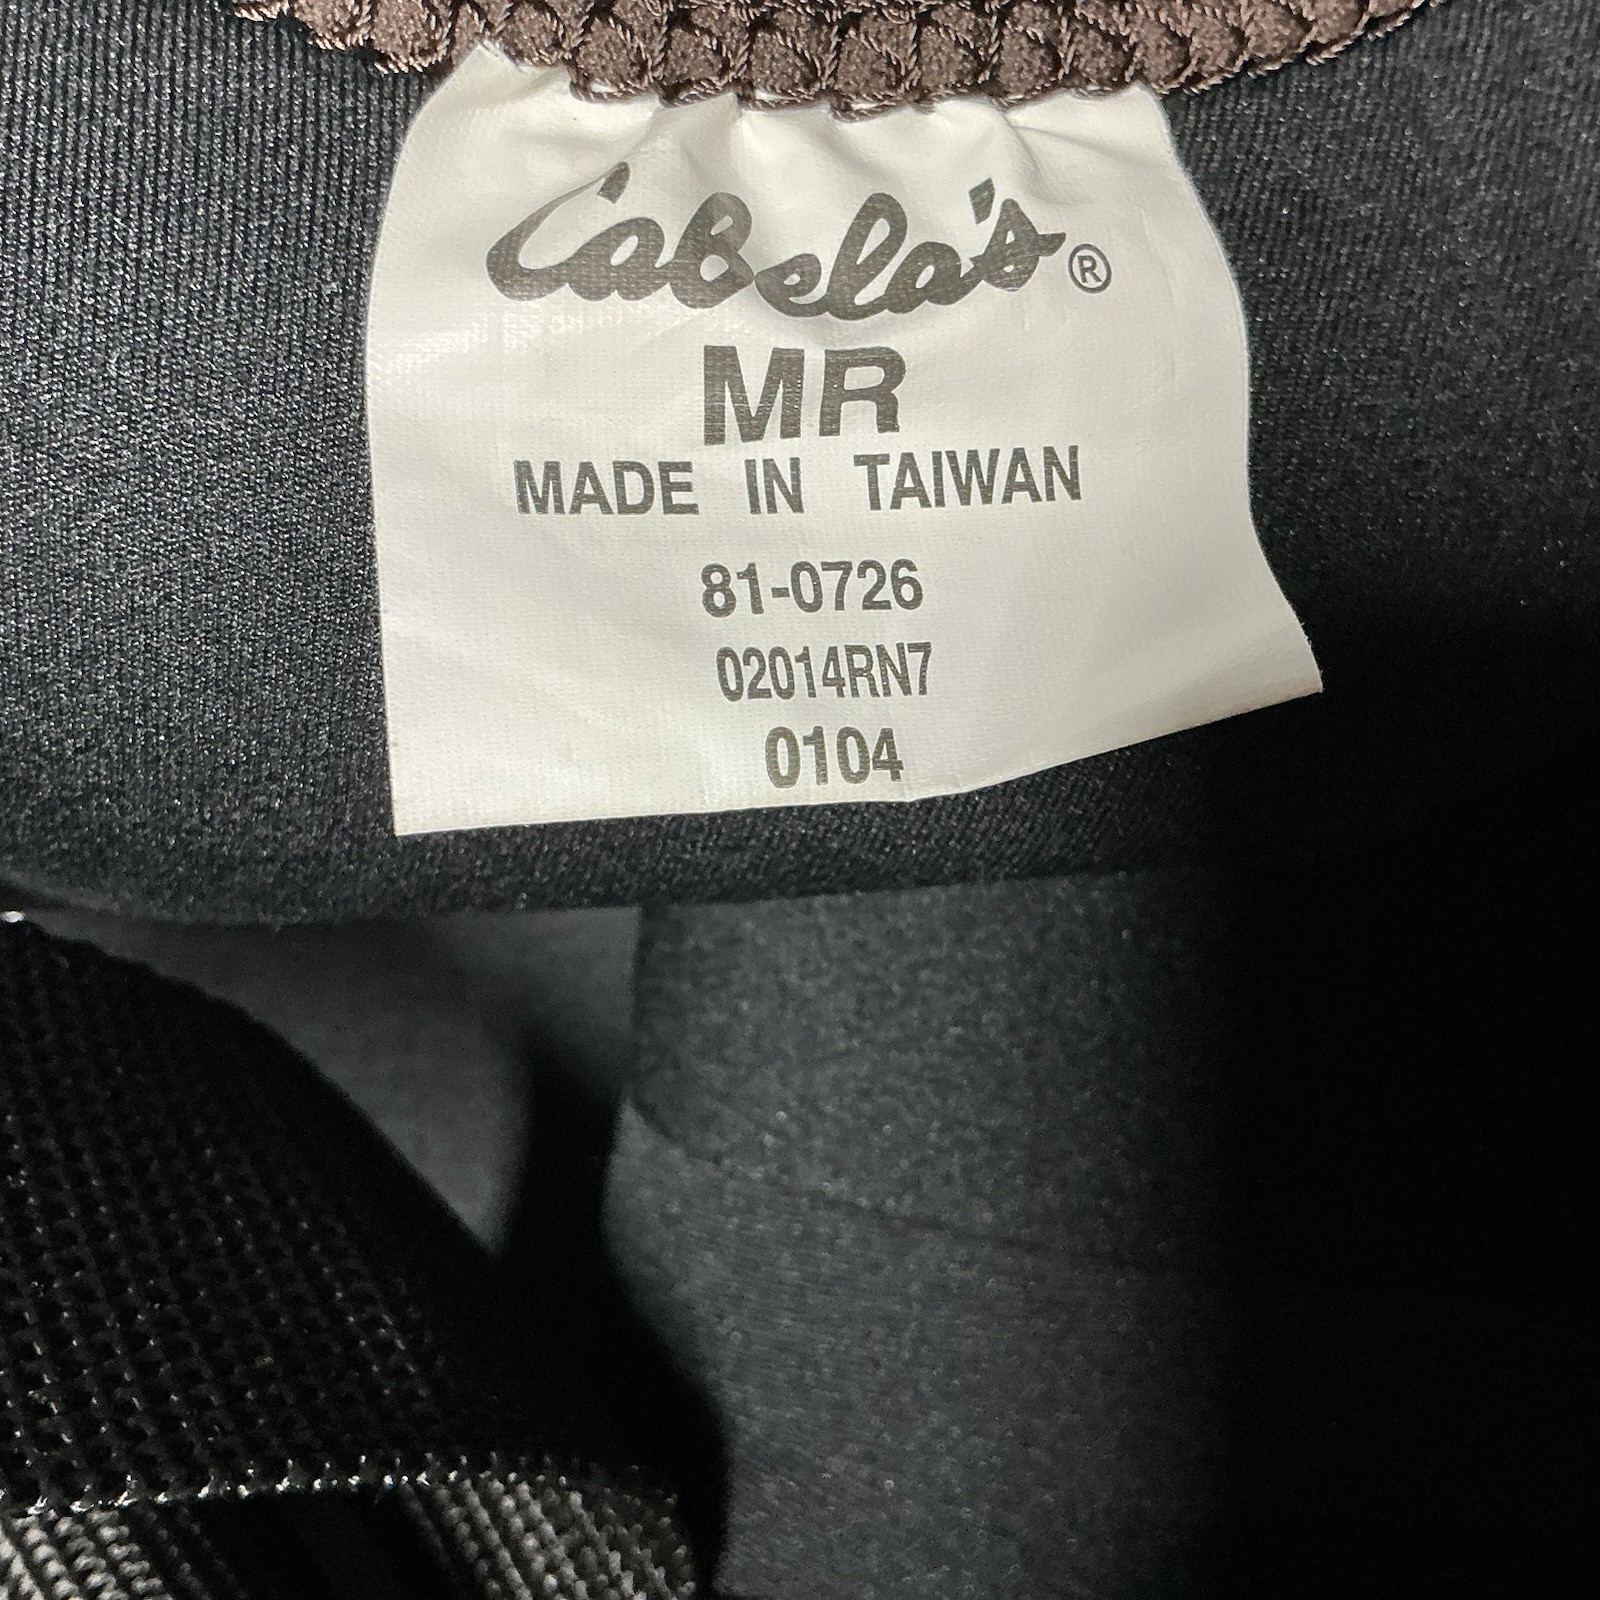 Cabela's®
MR
MADE IN TAIWAN
81-0726
02014RN7
0104